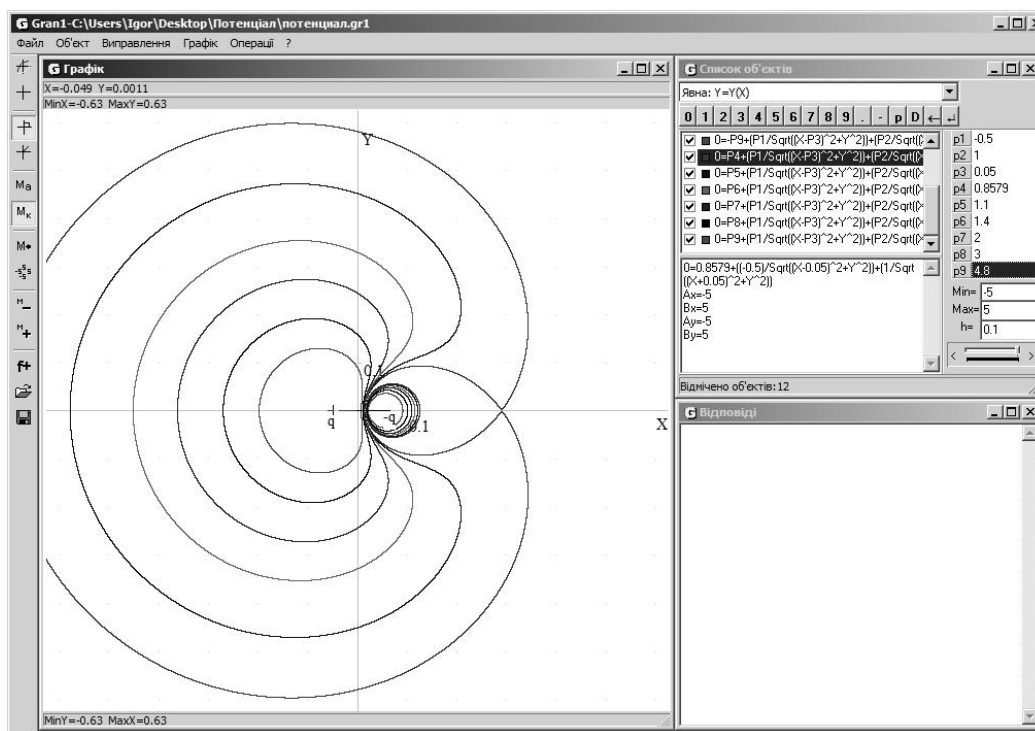 Gran1-C:\Users\Igor\Desktop\Потенціал\потенциал.gr1
Файл Об'єкт Виправлення Графік Операції ?
Графік
X=-0.049 Y=0.0011
MinX=-0.63 MaxY=0.63
Y
0.1
q
-q
0.1
X
MinY=-0.63 MaxX=0.63
Ma
Mк
f+
Список об'єктів
Явна: Y=Y(X)
0 1 2 3 4 5 6 7 8 9 . - p D ← ↵
0=-P9+(P1/Sqrt((X-P3)^2+Y^2))+(P2/Sqrt((
0=P4+(P1/Sqrt((X-P3)^2+Y^2))+(P2/Sqrt((X
0=P5+(P1/Sqrt((X-P3)^2+Y^2))+(P2/Sqrt((X
0=P6+(P1/Sqrt((X-P3)^2+Y^2))+(P2/Sqrt((X
0=P7+(P1/Sqrt((X-P3)^2+Y^2))+(P2/Sqrt((X
0=P8+(P1/Sqrt((X-P3)^2+Y^2))+(P2/Sqrt((X
0=P9+(P1/Sqrt((X-P3)^2+Y^2))+(P2/Sqrt((X
0=0.8579+((-0.5)/Sqrt((X-0.05)^2+Y^2))+(1/Sqrt
((X+0.05)^2+Y^2))
Ax=-5
Bx=5
Ay=-5
By=5
p1 -0.5
p2 1
p3 0.05
p4 0.8579
p5 1.1
p6 1.4
p7 2
p8 3
p9 4.8
Min= -5
Max= 5
h= 0.1
< >
Відмічено об'єктів:12
Відповіді